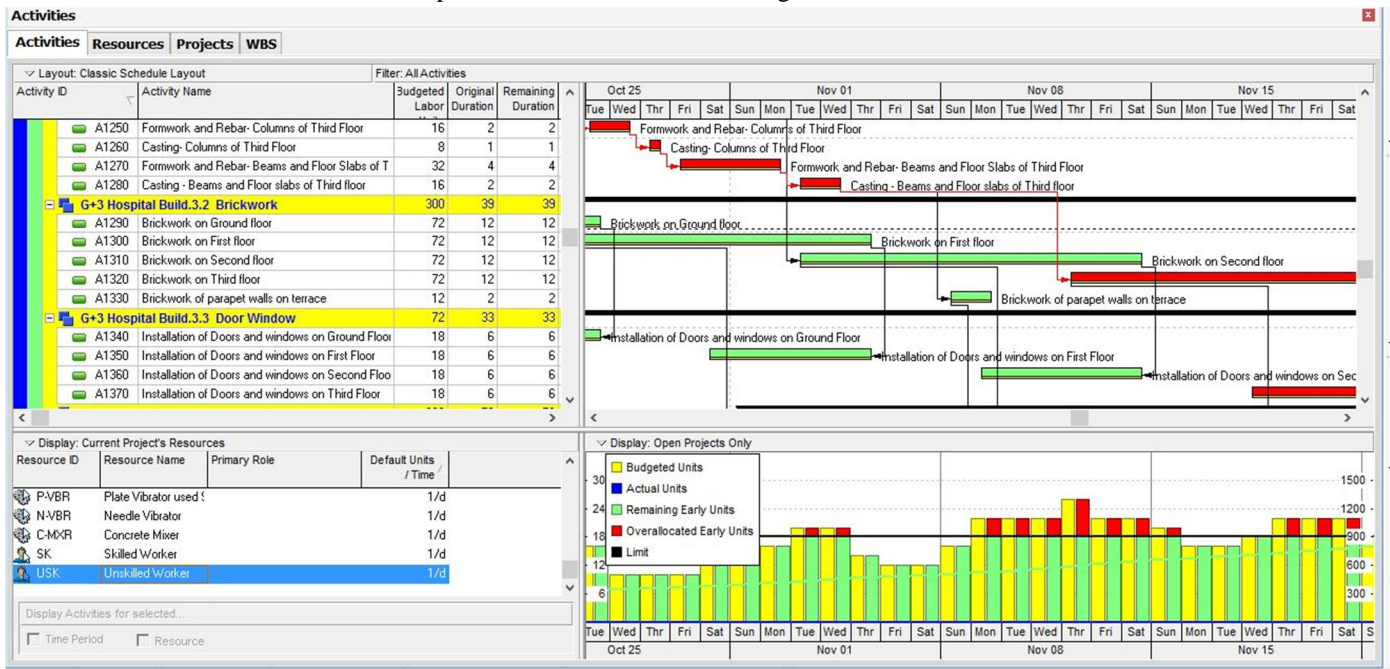 Activities
Activities Resources Projects WBS
Layout: Classic Schedule Layout Filter: All Activities
Activity ID Activity Name Budgeted Labor Original Duration Remaining Duration
Oct 25 Nov 01 Nov 08 Nov 15
Tue Wed Thr Fri Sat Sun Mon Tue Wed Thr Fri Sat Sun Mon Tue Wed Thr Fri Sat Sun Mon Tue Wed Thr Fri Sat
A1250 Formwork and Rebar- Columns of Third Floor 16 2 2 Formwork and Rebar- Columns of Third Floor
A1260 Casting- Columns of Third Floor 8 1 1 Casting- Columns of Third Floor
A1270 Formwork and Rebar- Beams and Floor Slabs of T 32 4 4 Formwork and Rebar- Beams and Floor Slabs of Third Floor
A1280 Casting - Beams and Floor slabs of Third floor 16 2 2 Casting - Beams and Floor slabs of Third floor
G+3 Hospital Build.3.2 Brickwork 300 39 39
A1290 Brickwork on Ground floor 72 12 12 Brickwork on Ground floor
A1300 Brickwork on First floor 72 12 12 Brickwork on First floor
A1310 Brickwork on Second floor 72 12 12 Brickwork on Second floor
A1320 Brickwork on Third floor 72 12 12
A1330 Brickwork of parapet walls on terrace 12 2 2 Brickwork of parapet walls on terrace
G+3 Hospital Build.3.3 Door Window 72 33 33
A1340 Installation of Doors and windows on Ground Floor 18 6 6 Installation of Doors and windows on Ground Floor
A1350 Installation of Doors and windows on First Floor 18 6 6 Installation of Doors and windows on First Floor
A1360 Installation of Doors and windows on Second Floo 18 6 6 Installation of Doors and windows on Sec
A1370 Installation of Doors and windows on Third Floor 18 6 6
Display: Current Project's Resources
Resource ID Resource Name Primary Role Default Units / Time
P-VBR Plate Vibrator used 1/d
N-VBR Needle Vibrator 1/d
C-MXR Concrete Mixer 1/d
SK Skilled Worker 1/d
USK Unskilled Worker 1/d
Display Activities for selected...
Time Period Resource
Display: Open Projects Only
Budgeted Units
Actual Units
Remaining Early Units
Overallocated Early Units
Limit
30 1500
24 1200
18 900
12 600
6 300
Tue Wed Thr Fri Sat Sun Mon Tue Wed Thr Fri Sat Sun Mon Tue Wed Thr Fri Sat Sun Mon Tue Wed Thr Fri Sat S
Oct 25 Nov 01 Nov 08 Nov 15